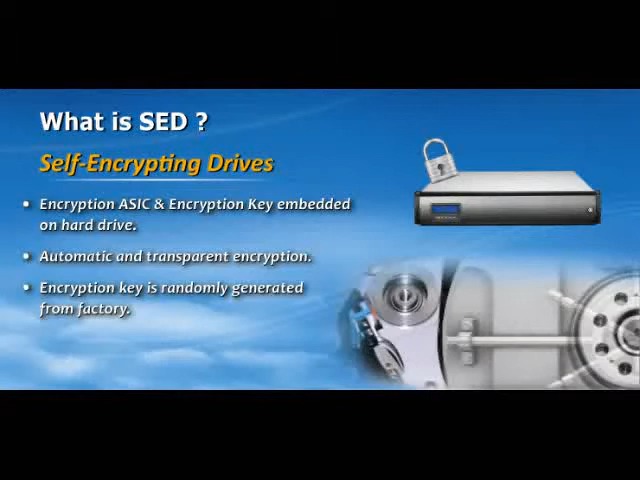 What is SED ?
Self-Encrypting Drives
• Encryption ASIC & Encryption Key embedded
on hard drive.
• Automatic and transparent encryption.
• Encryption key is randomly generated
from factory.